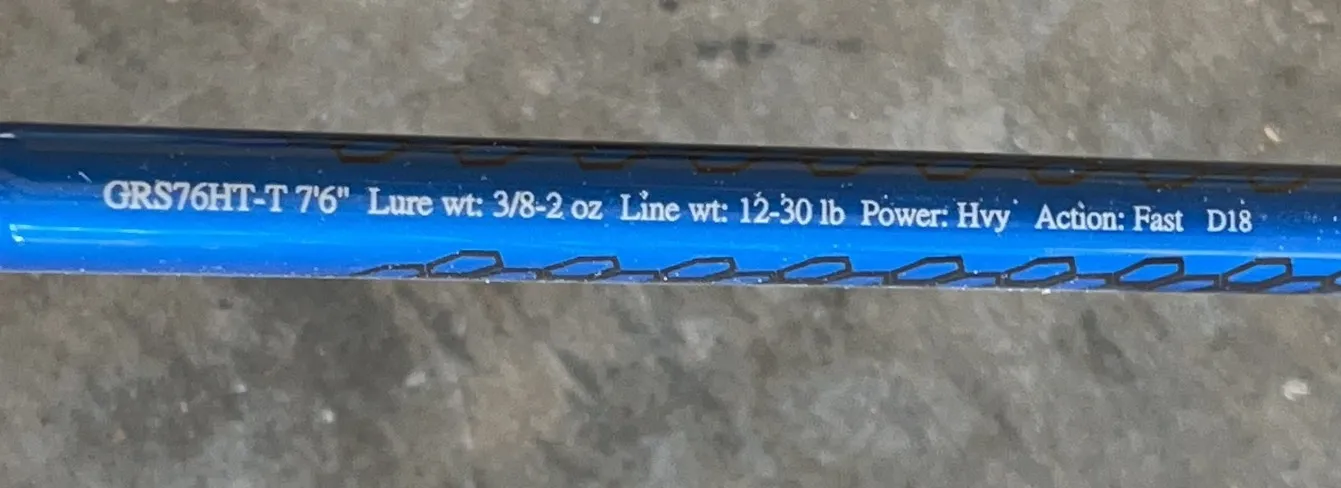 GRS76HT-T 7'6" Lure wt: 3/8-2 oz Line wt: 12-30 lb Power: Hvy Action: Fast D18